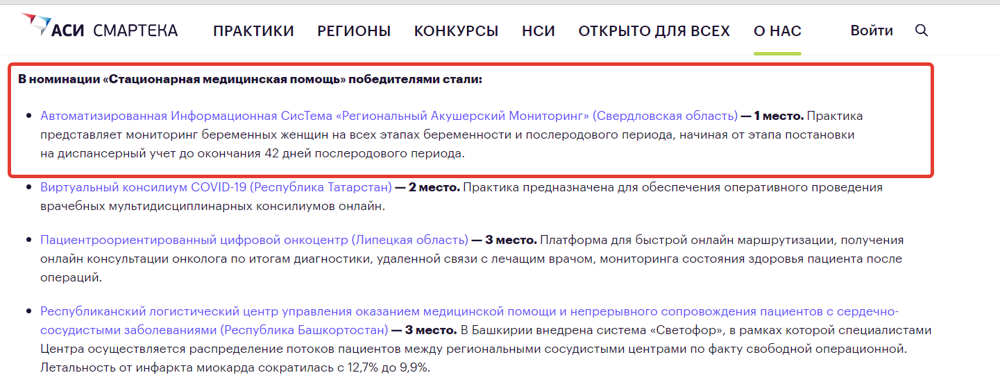 АСИ СМАРТЕКА ПРАКТИКИ РЕГИОНЫ КОНКУРСЫ НСИ ОТКРЫТО ДЛЯ ВСЕХ О НАС Войти
В номинации «Стационарная медицинская помощь» победителями стали:
• Автоматизированная Информационная СисТема «Региональный Акушерский Мониторинг» (Свердловская область) — 1 место. Практика
представляет мониторинг беременных женщин на всех этапах беременности и послеродового периода, начиная от этапа постановки
на диспансерный учет до окончания 42 дней послеродового периода.
• Виртуальный консилиум COVID-19 (Республика Татарстан) — 2 место. Практика предназначена для обеспечения оперативного проведения
врачебных мультидисциплинарных консилиумов онлайн.
• Пациентроориентированный цифровой онкоцентр (Липецкая область) — 3 место. Платформа для быстрой онлайн маршрутизации, получения
онлайн консультации онколога по итогам диагностики, удаленной связи с лечащим врачом, мониторинга состояния здоровья пациента после
операций.
• Республиканский логистический центр управления оказанием медицинской помощи и непрерывного сопровождения пациентов с сердечно-
сосудистыми заболеваниями (Республика Башкортостан) — 3 место. В Башкирии внедрена система «Светофор», в рамках которой специалистами
Центра осуществляется распределение потоков пациентов между региональными сосудистыми центрами по факту свободной операционной.
Летальность от инфаркта миокарда сократилась с 12,7% до 9,9%.